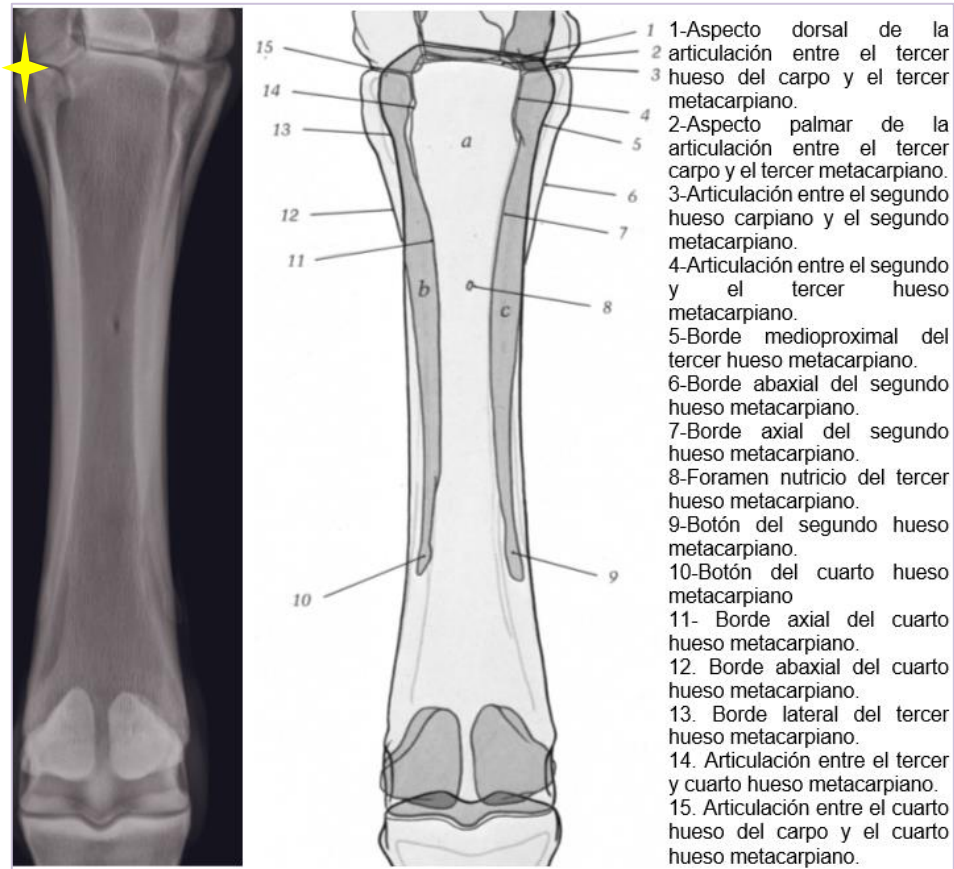 1-Aspecto dorsal de la
articulación entre el tercer
hueso del carpo y el tercer
metacarpiano.
2-Aspecto palmar de la
articulación entre el tercer
carpo y el tercer metacarpiano.
3-Articulación entre el segundo
hueso carpiano y el segundo
metacarpiano.
4-Articulación entre el segundo
y el tercer hueso
metacarpiano.
5-Borde medioproximal del
tercer hueso metacarpiano.
6-Borde abaxial del segundo
hueso metacarpiano.
7-Borde axial del segundo
hueso metacarpiano.
8-Foramen nutricio del tercer
hueso metacarpiano.
9-Botón del segundo hueso
metacarpiano.
10-Botón del cuarto hueso
metacarpiano
11- Borde axial del cuarto
hueso metacarpiano.
12. Borde abaxial del cuarto
hueso metacarpiano.
13. Borde lateral del tercer
hueso metacarpiano.
14. Articulación entre el tercer
y cuarto hueso metacarpiano.
15. Articulación entre el cuarto
hueso del carpo y el cuarto
hueso metacarpiano.
15
14
13
12
11
10
a
b
c
1
2
3
4
5
6
7
8
9